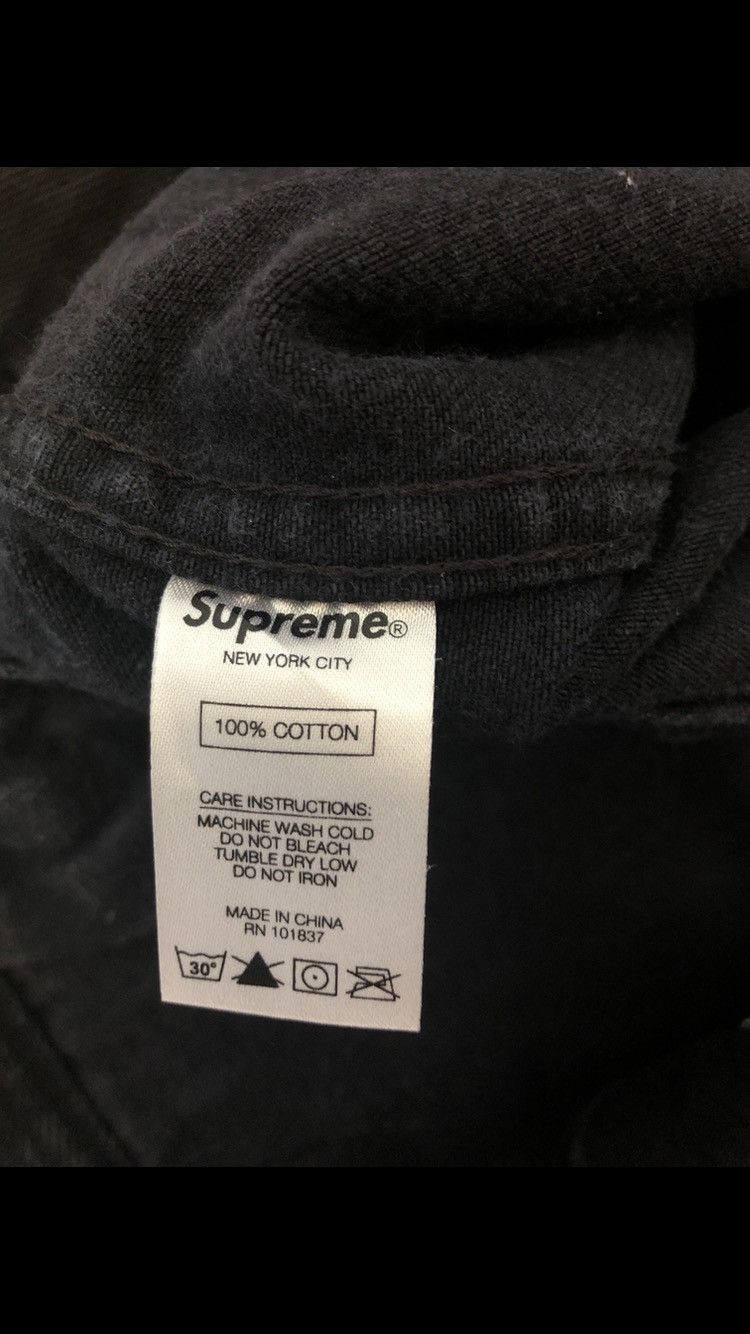 Supreme®
NEW YORK CITY
100% COTTON
CARE INSTRUCTIONS:
MACHINE WASH COLD
DO NOT BLEACH
TUMBLE DRY LOW
DO NOT IRON
MADE IN CHINA
RN 101837
30°